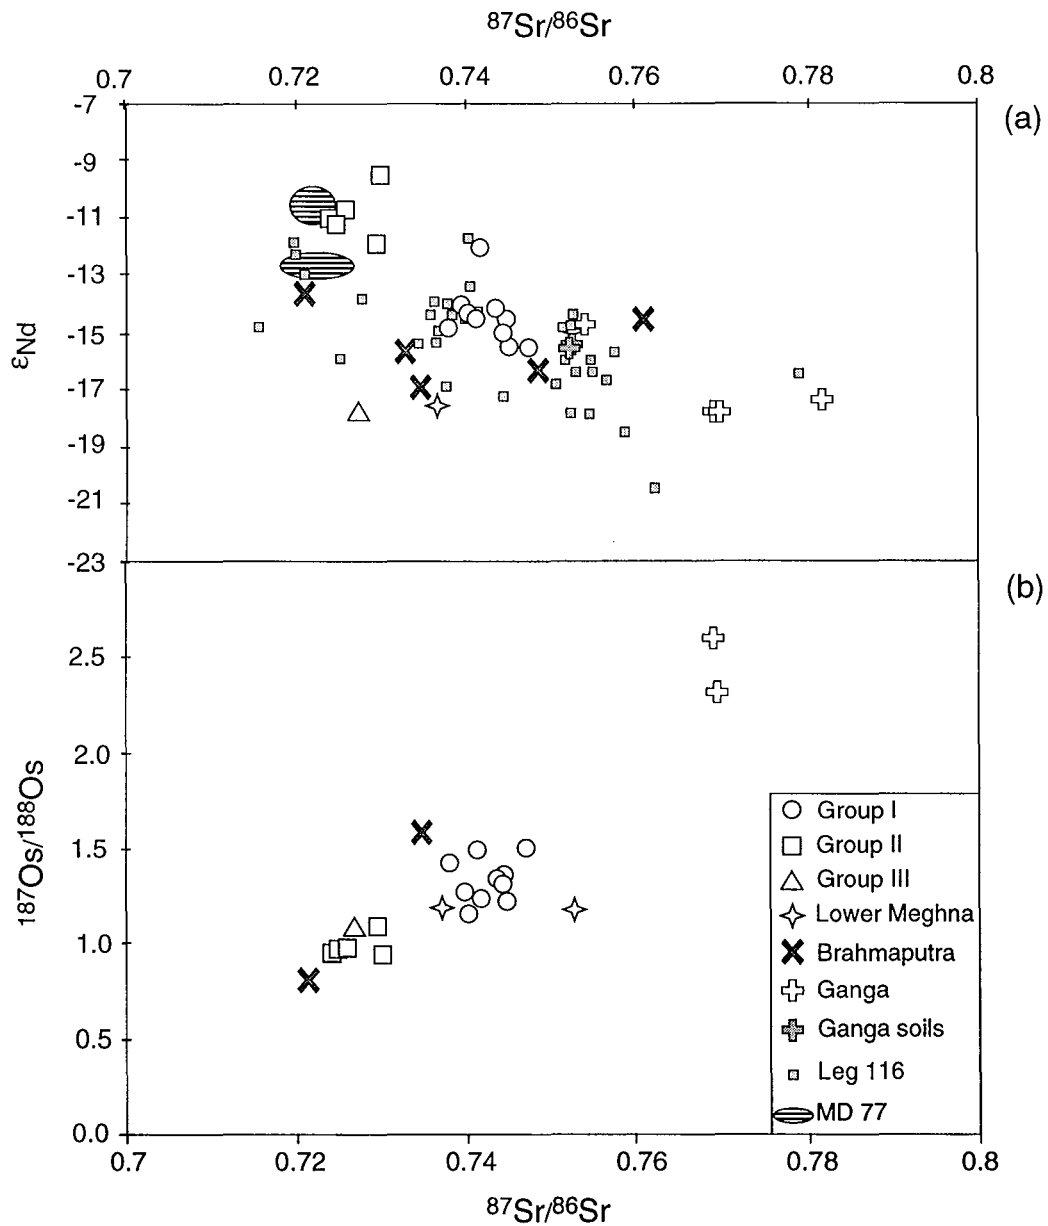 ⁸⁷Sr/⁸⁶Sr
0.7 0.72 0.74 0.76 0.78 0.8
(a)
-7
-9
-11
-13
-15
-17
-19
-21
-23
εNd
(b)
2.5
2.0
1.5
1.0
0.5
0.0
¹⁸⁷Os/¹⁸⁸Os
Group I
Group II
Group III
Lower Meghna
Brahmaputra
Ganga
Ganga soils
Leg 116
MD 77
0.7 0.72 0.74 0.76 0.78 0.8
⁸⁷Sr/⁸⁶Sr